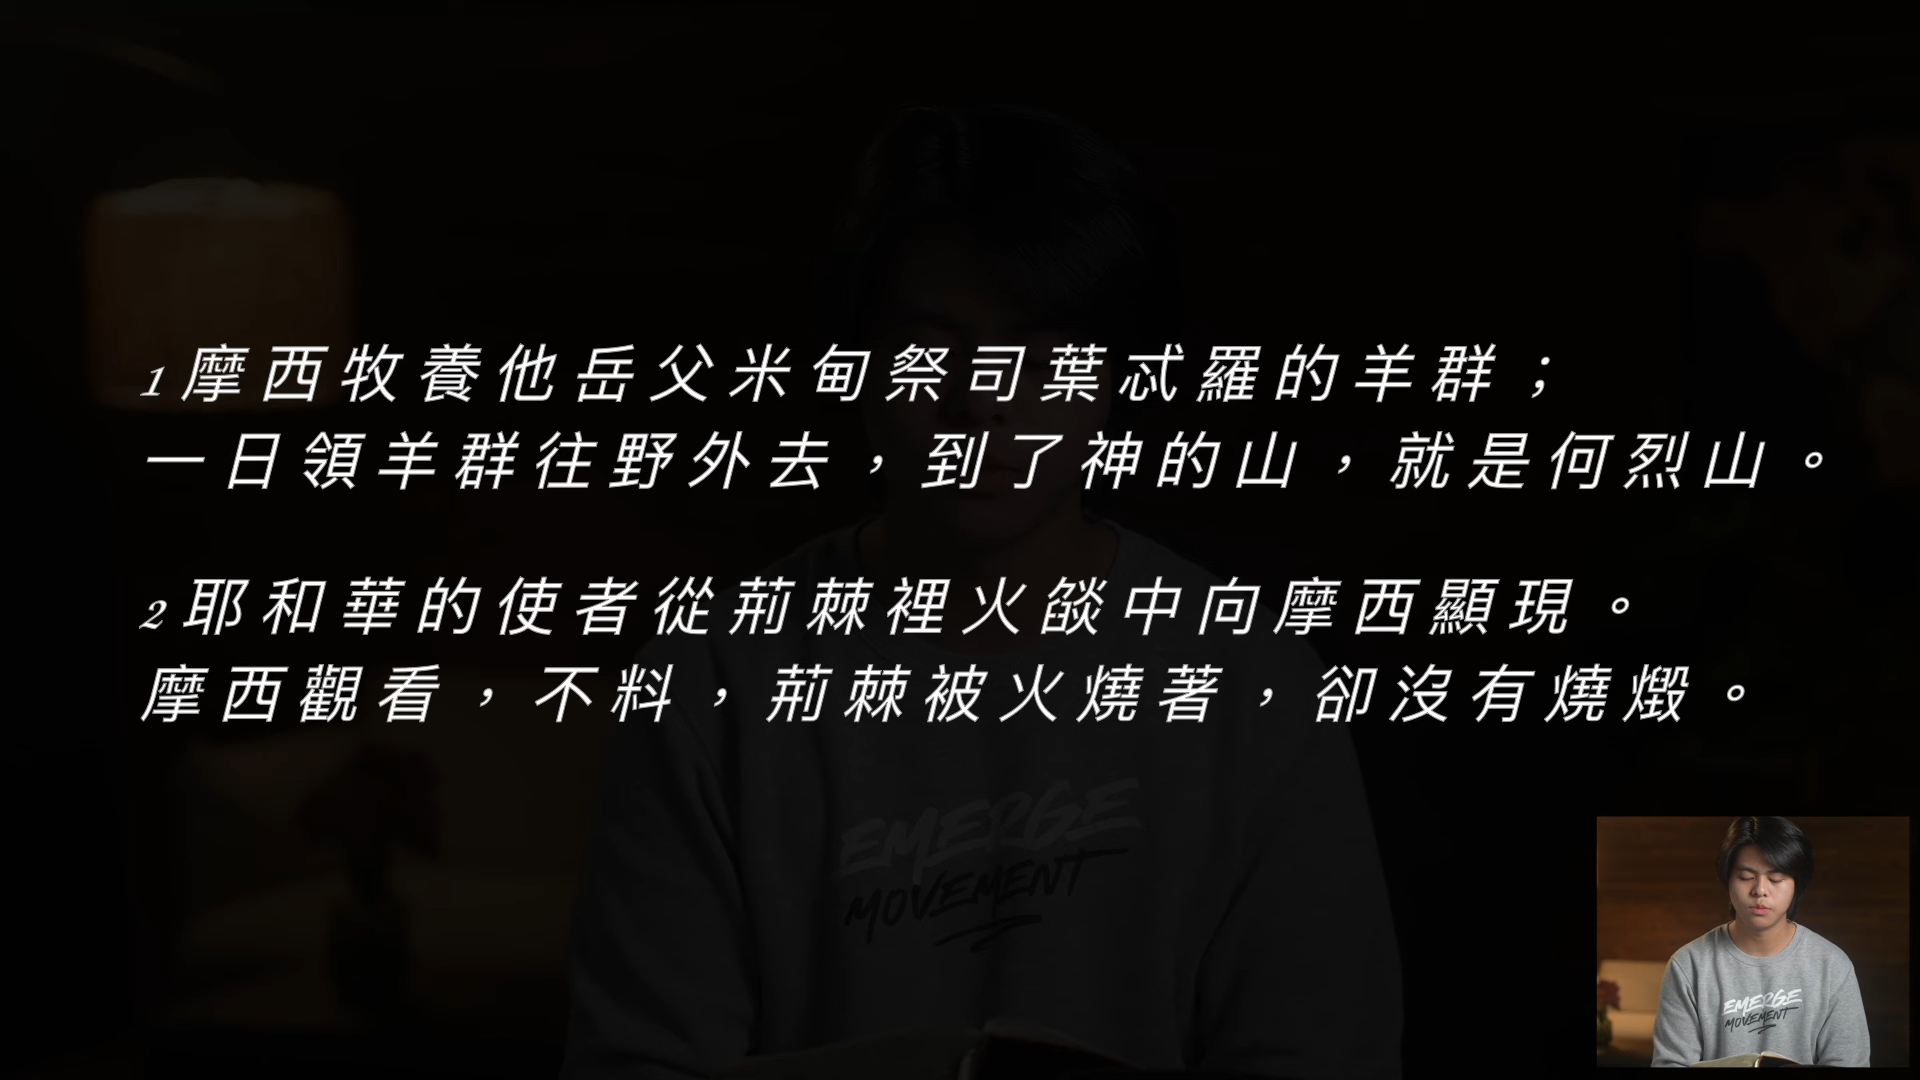 1 摩西牧養他岳父米甸祭司葉忒羅的羊群；
一日領羊群往野外去，到了神的山，就是何烈山。
2 耶和華的使者從荊棘裡火燄中向摩西顯現。
摩西觀看，不料，荊棘被火燒著，卻沒有燒燬。
EMERGE
MOVEMENT
EMERGE
MOVEMENT